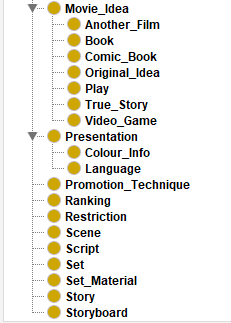 Movie_Idea
Another_Film
Book
Comic_Book
Original_Idea
Play
True_Story
Video_Game
Presentation
Colour_Info
Language
Promotion_Technique
Ranking
Restriction
Scene
Script
Set
Set_Material
Story
Storyboard